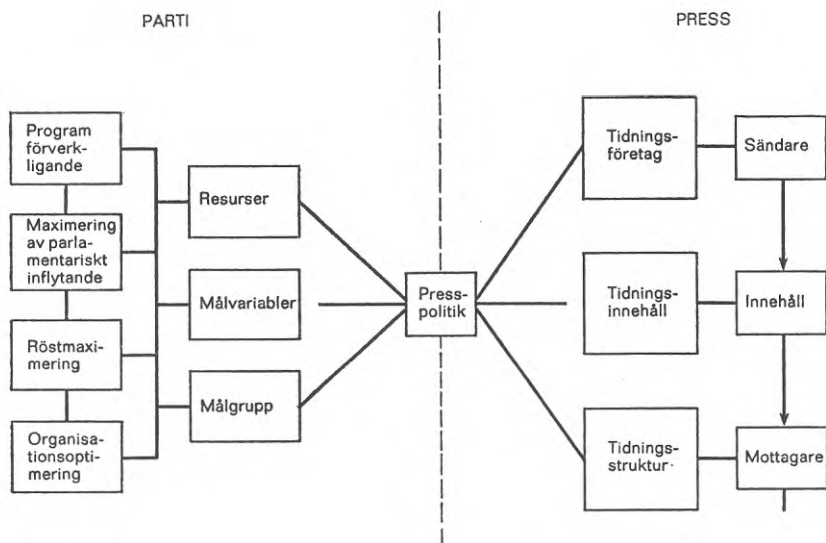 PARTI
PRESS
Program
förverk-
ligande
Maximering
av parla-
mentariskt
inflytande
Röstmaxi-
mering
Organisa-
tionsopti-
mering
Resurser
Målvariabler
Målgrupp
Press-
politik
Tidnings-
företag
Tidnings-
innehåll
Tidnings-
struktur
Sändare
Innehåll
Mottagare